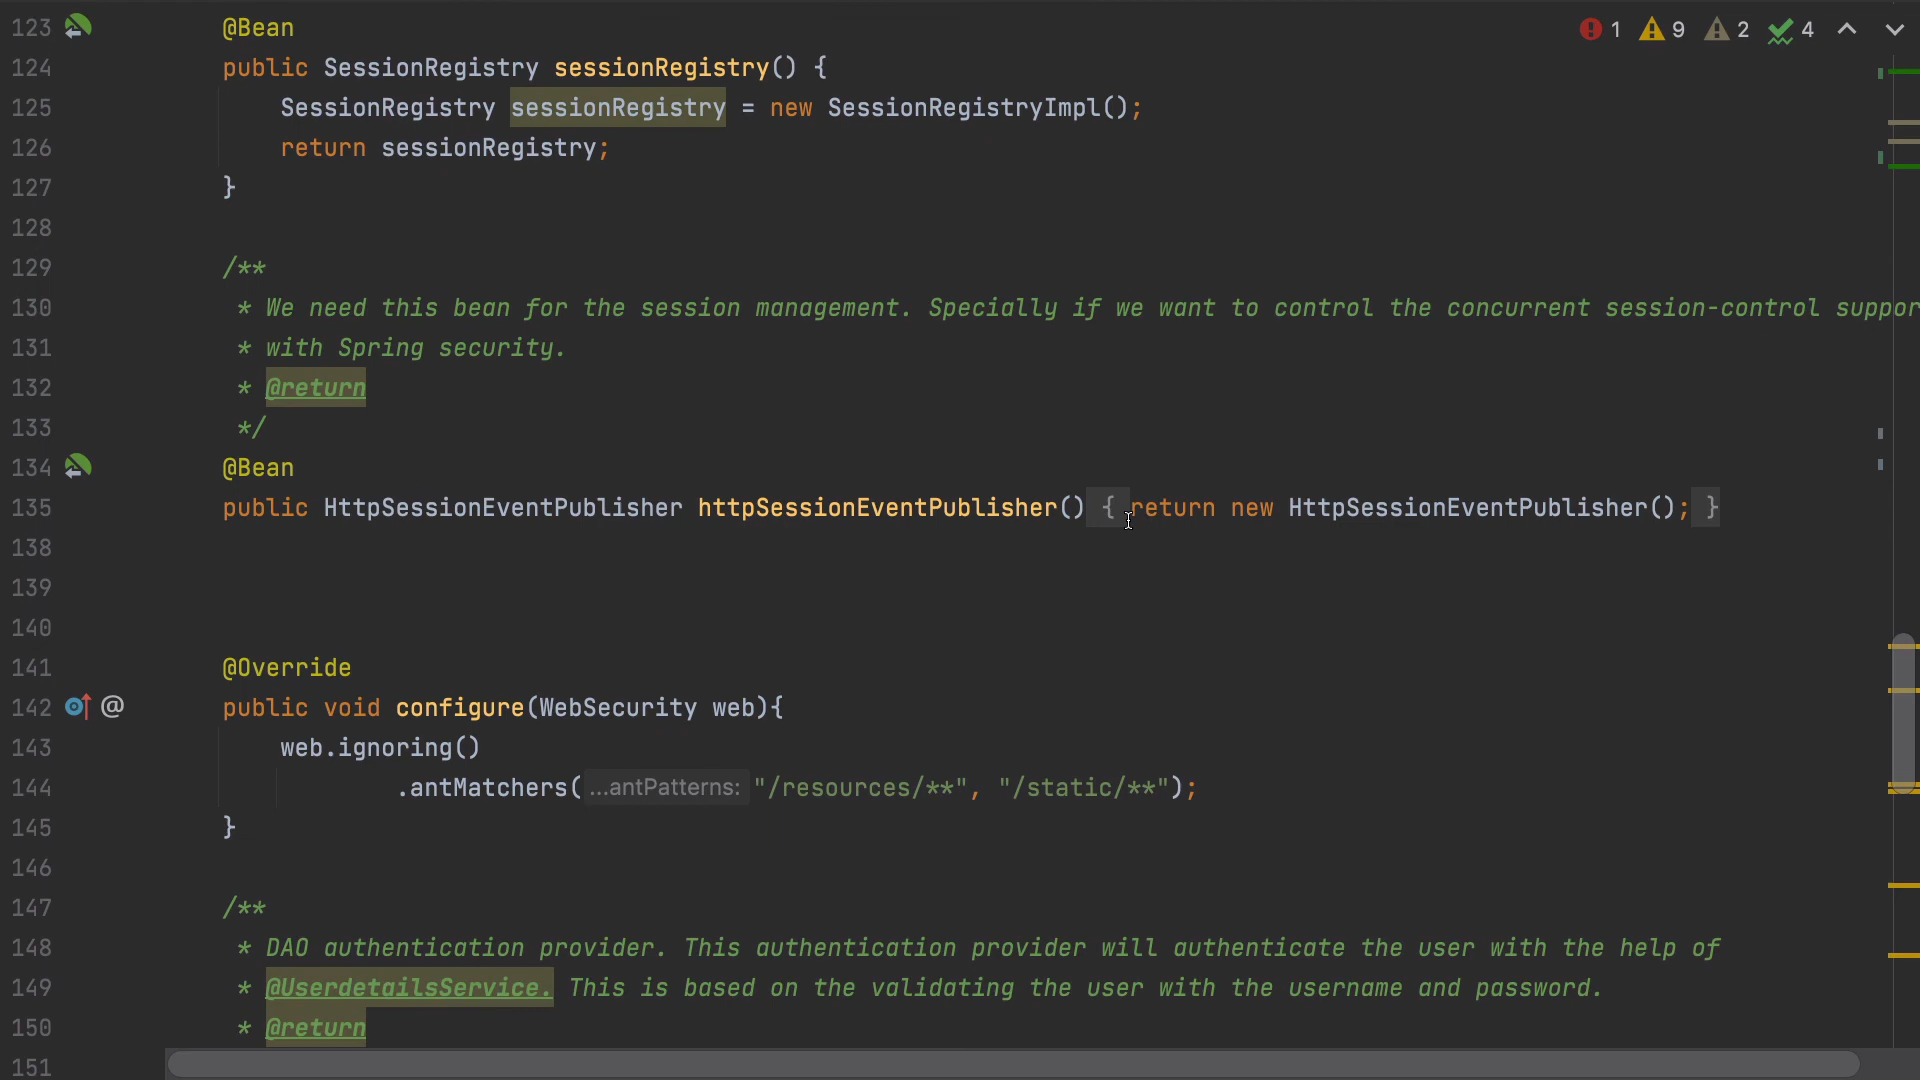 123 @Bean
1 9 2 4
124 public SessionRegistry sessionRegistry() {
125 SessionRegistry sessionRegistry = new SessionRegistryImpl();
126 return sessionRegistry;
127 }
128
129 /**
130 * We need this bean for the session management. Specially if we want to control the concurrent session-control suppor
131 * with Spring security.
132 * @return
133 */
134 @Bean
135 public HttpSessionEventPublisher httpSessionEventPublisher() { return new HttpSessionEventPublisher(); }
138
139
140
141 @Override
142 @ public void configure(WebSecurity web){
143 web.ignoring()
144 .antMatchers( ...antPatterns: "/resources/**", "/static/**");
145 }
146
147 /**
148 * DAO authentication provider. This authentication provider will authenticate the user with the help of
149 * @UserdetailsService. This is based on the validating the user with the username and password.
150 * @return
151